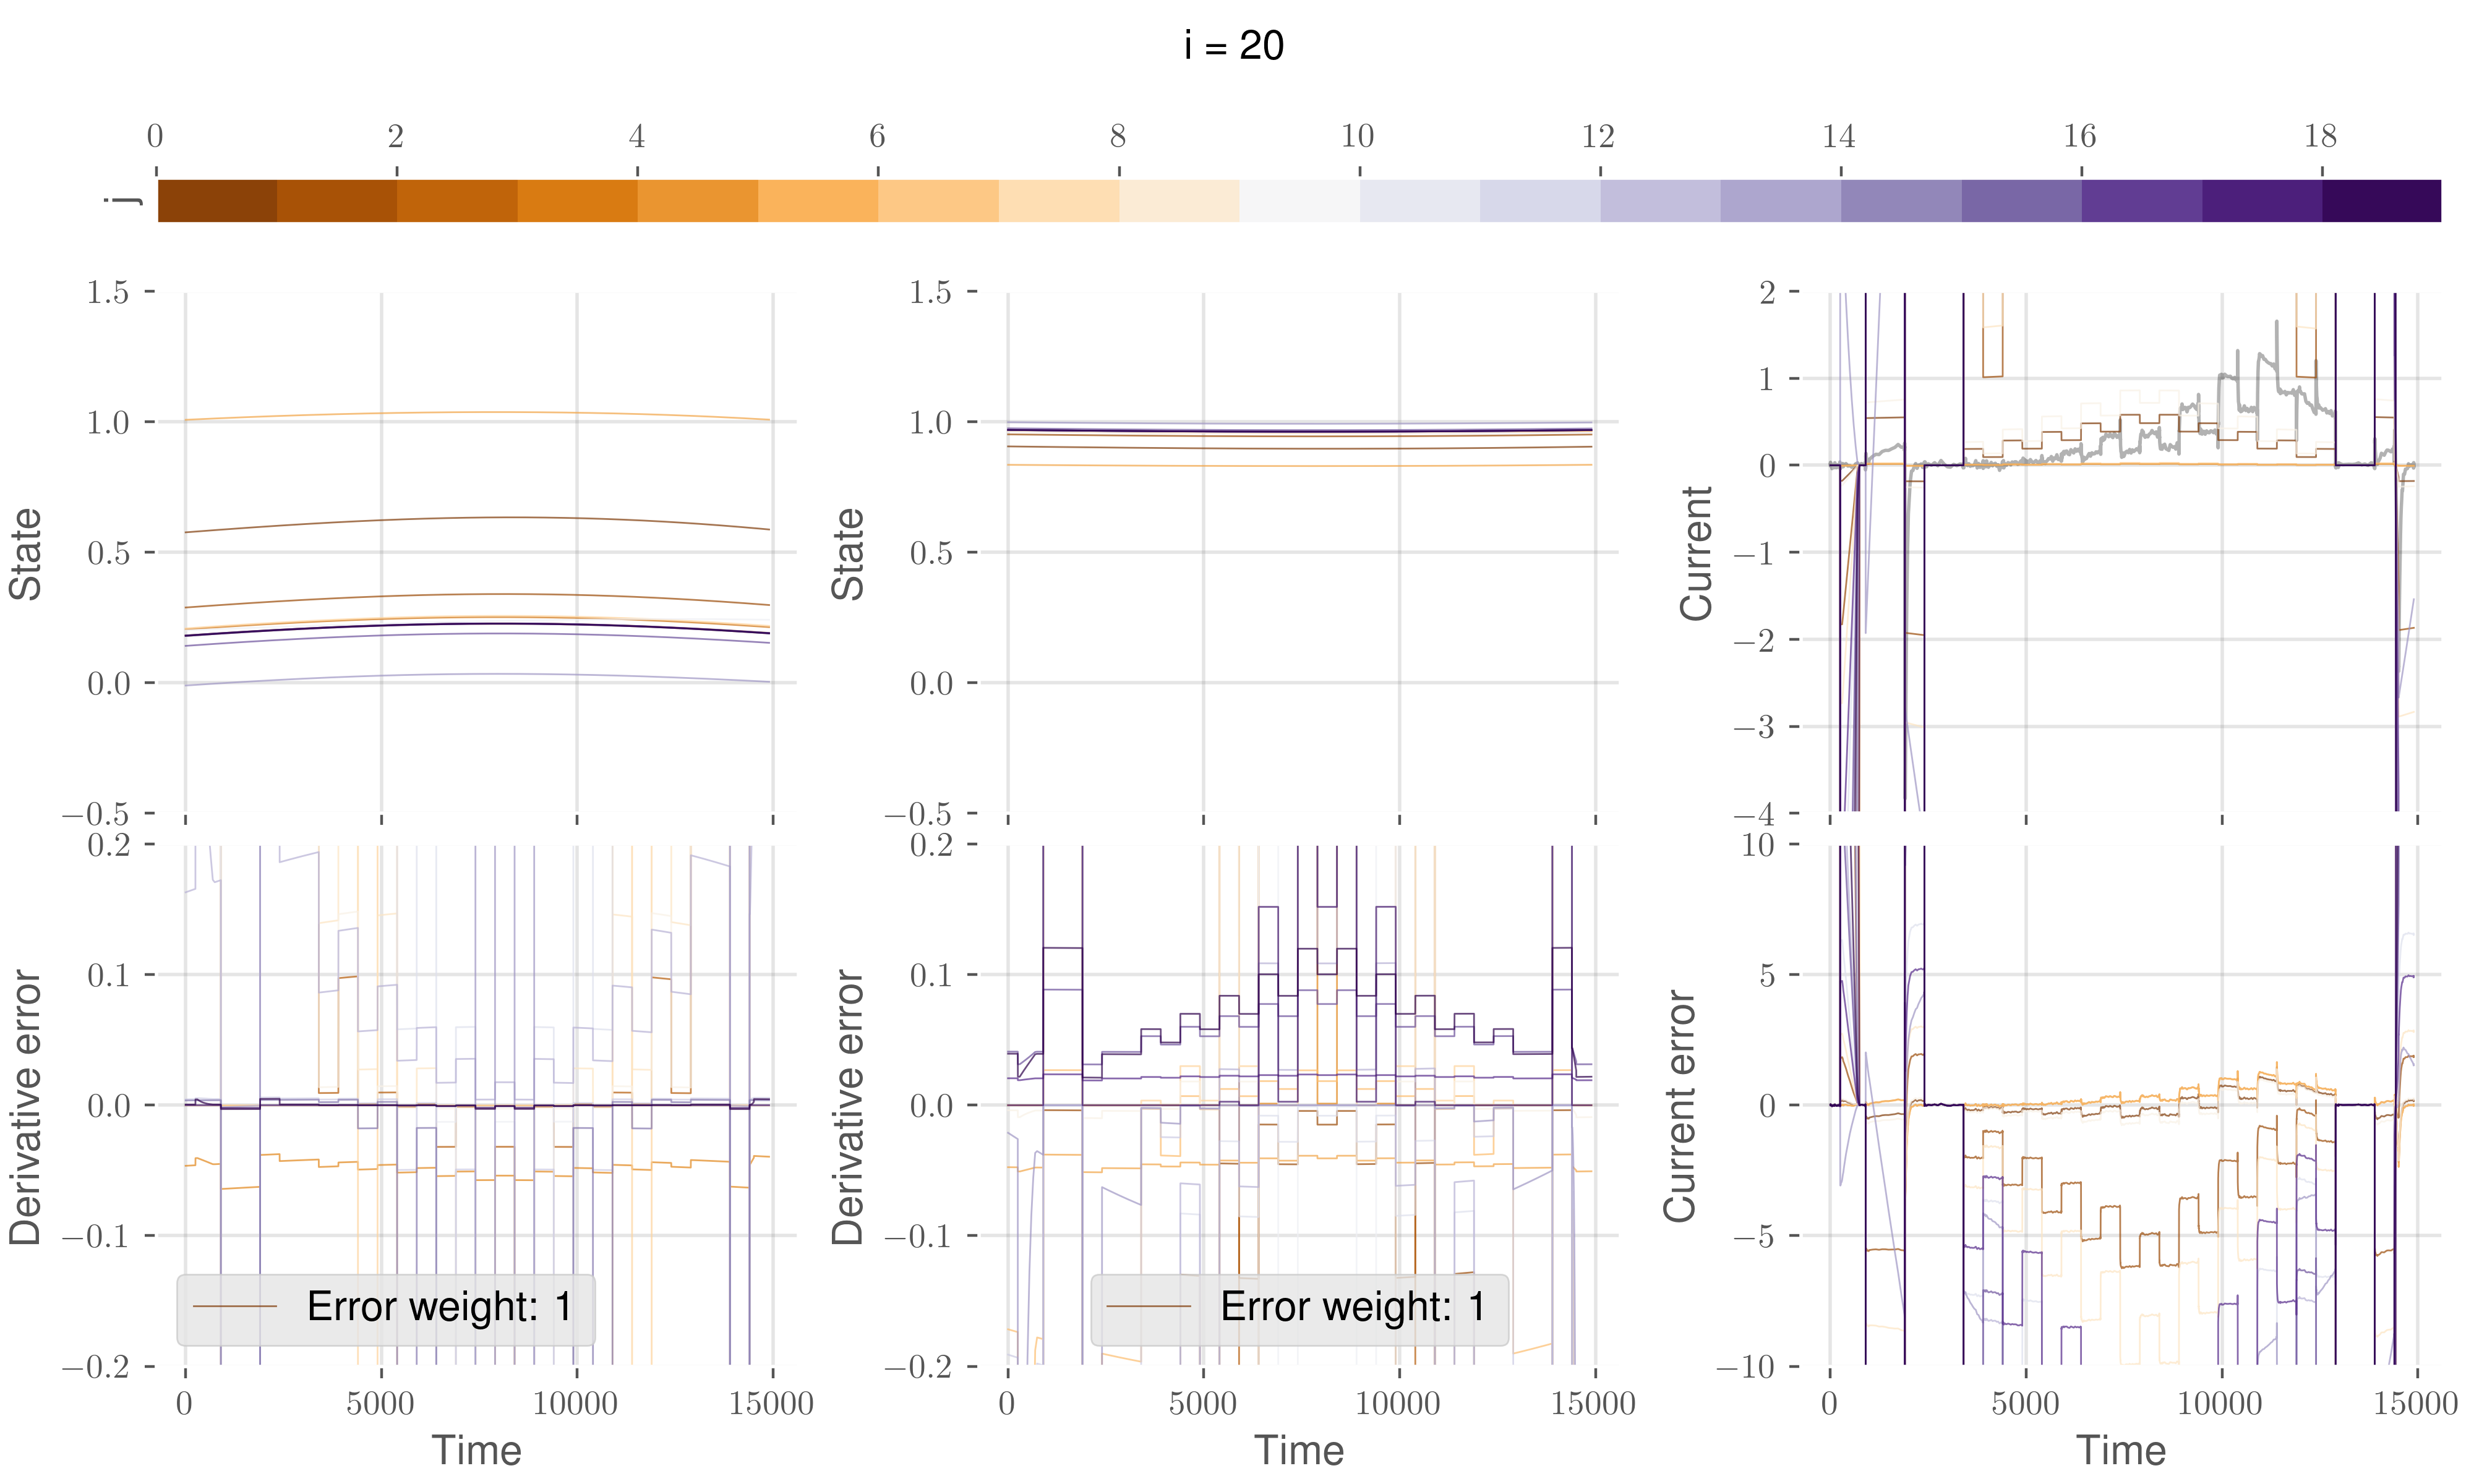 i = 20
0 2 4 6 8 10 12 14 16 18
j
1.5 1.0 0.5 0.0 −0.5
State
1.5 1.0 0.5 0.0 −0.5
State
2 1 0 −1 −2 −3 −4
Current
0.2 0.1 0.0 −0.1 −0.2
Derivative error
Error weight: 1
0 5000 10000 15000
Time
0.2 0.1 0.0 −0.1 −0.2
Derivative error
Error weight: 1
0 5000 10000 15000
Time
10 5 0 −5 −10
Current error
0 5000 10000 15000
Time